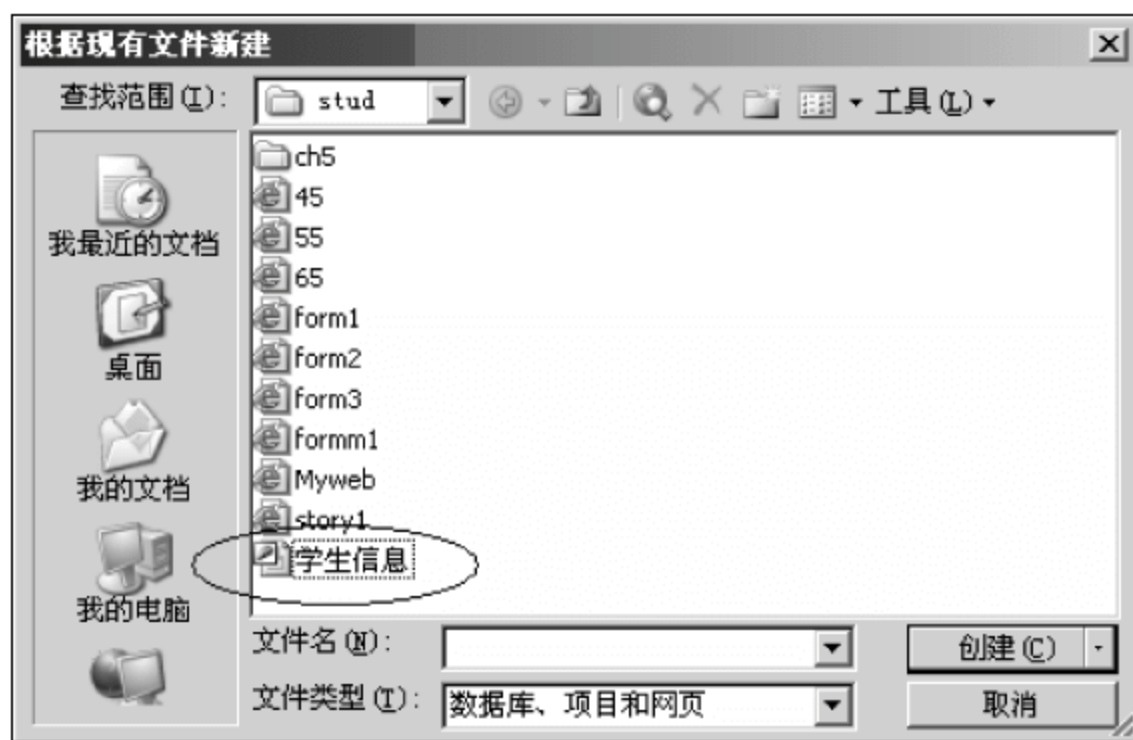 根据现有文件新建
查找范围(I): stud 工具(L)
ch5
45
55
65
form1
form2
form3
formm1
Myweb
story1
学生信息
我最近的文档
桌面
我的文档
我的电脑
文件名(N): 创建(C)
文件类型(T): 数据库、项目和网页 取消